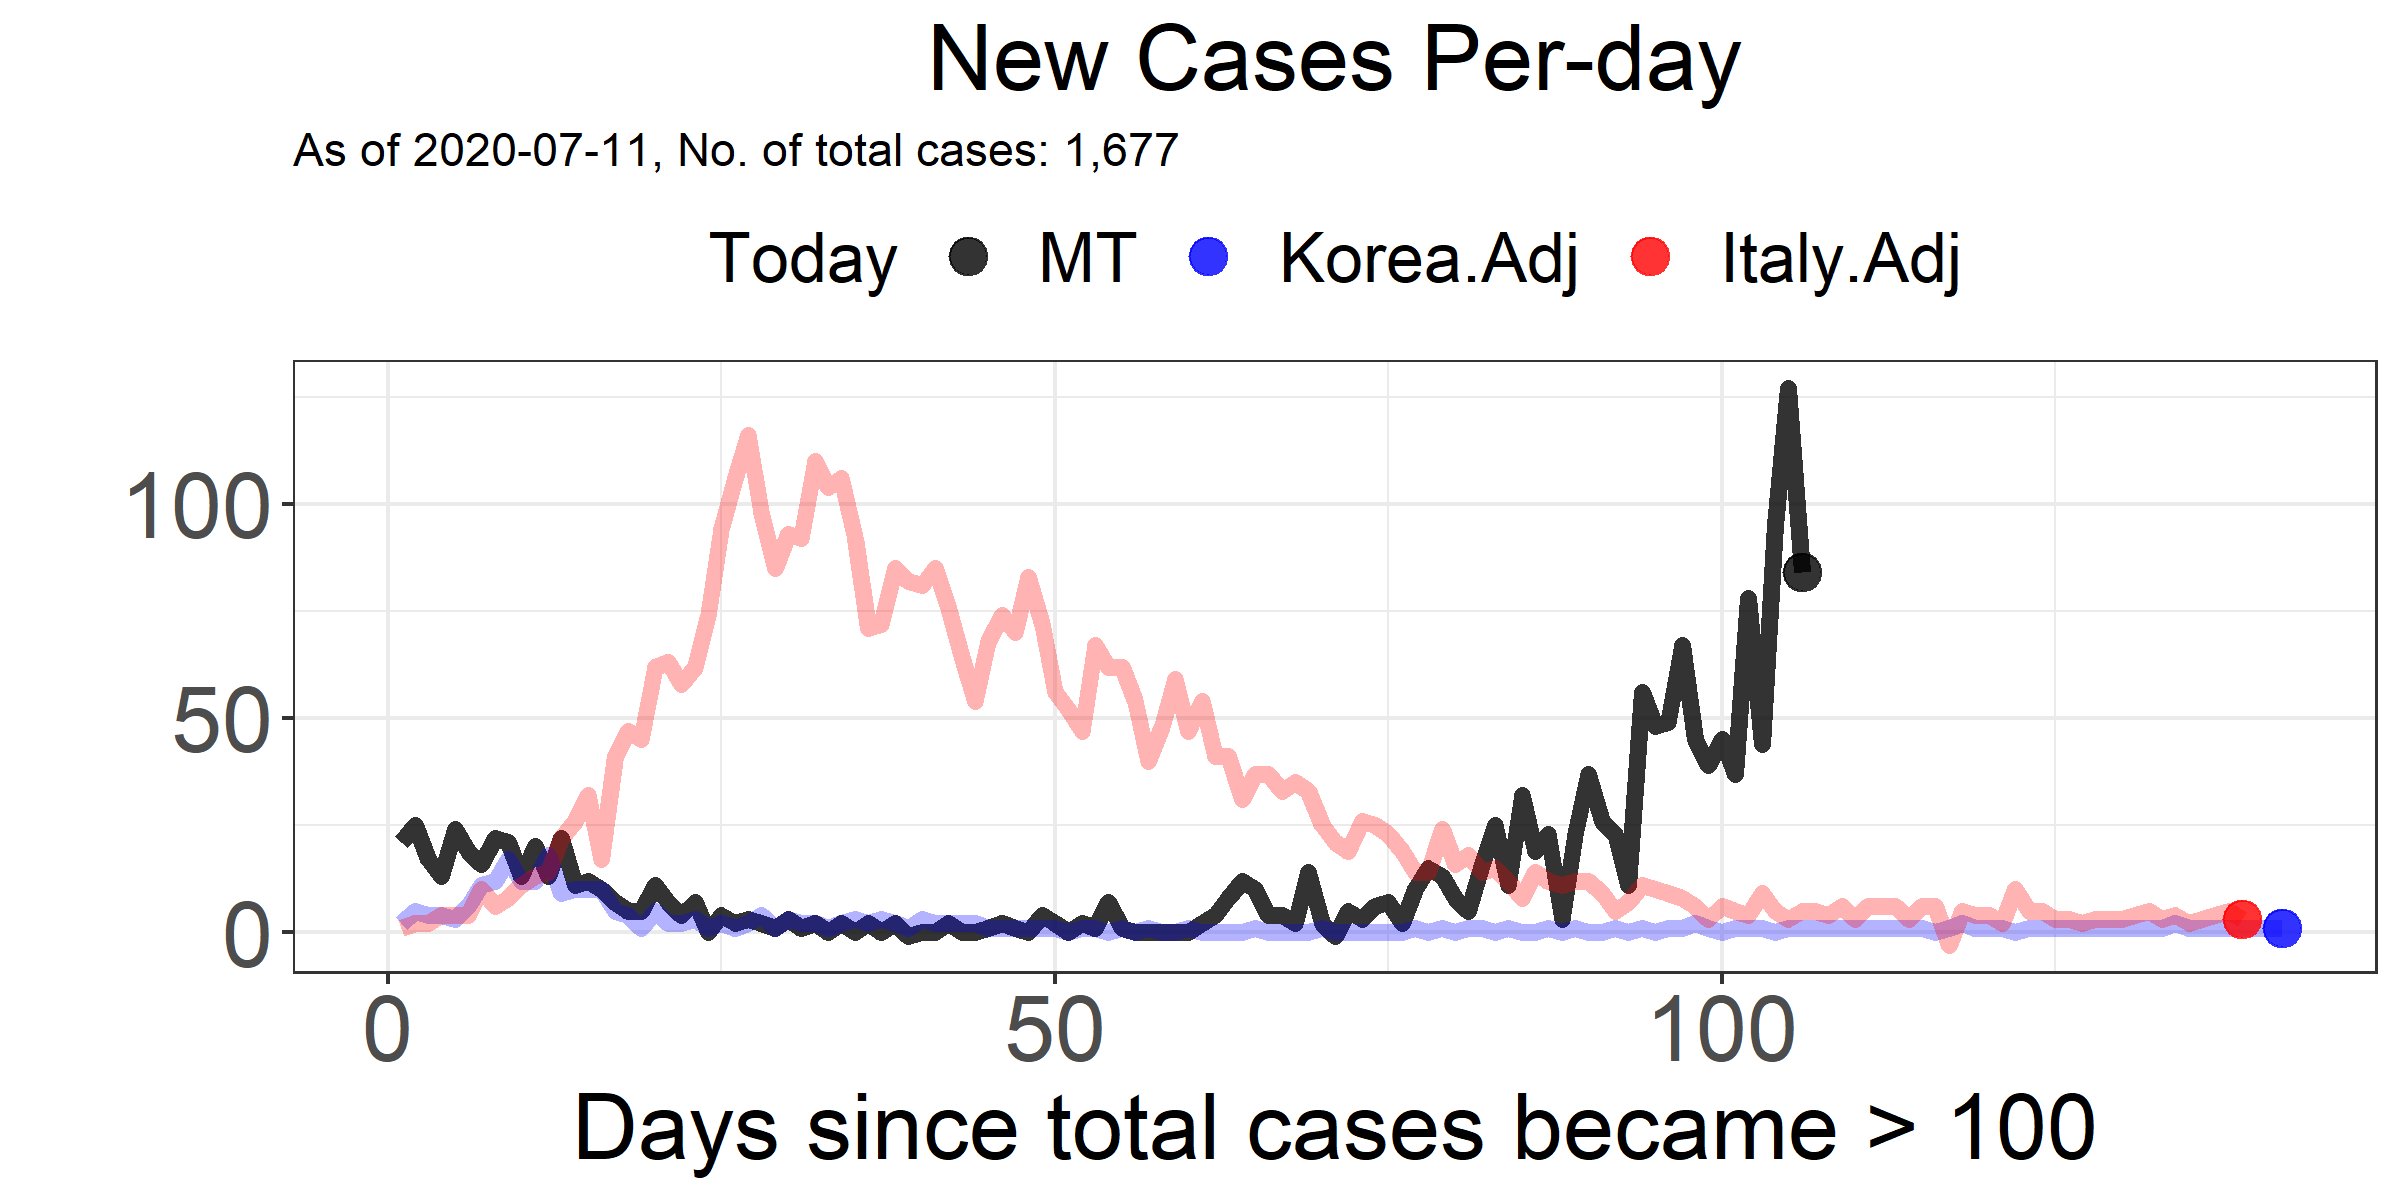 New Cases Per-day
As of 2020-07-11, No. of total cases: 1,677
Today MT Korea.Adj Italy.Adj
100
50
0
0 50 100
Days since total cases became > 100